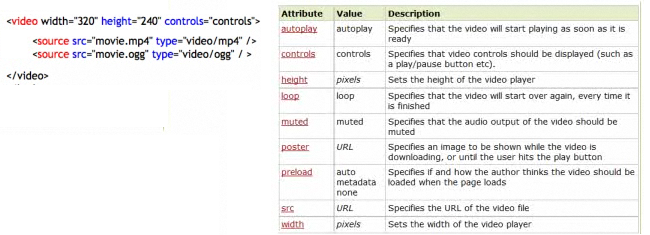 <video width="320" height="240" controls="controls">
<source src="movie.mp4" type="video/mp4" />
<source src="movie.ogg" type="video/ogg" / >
</video>
Attribute Value Description
autoplay autoplay Specifies that the video will start playing as soon as it is
ready
controls controls Specifies that video controls should be displayed (such as
a play/pause button etc).
height pixels Sets the height of the video player
loop loop Specifies that the video will start over again, every time it
is finished
muted muted Specifies that the audio output of the video should be
muted
poster URL Specifies an image to be shown while the video is
downloading, or until the user hits the play button
preload auto Specifies if and how the author thinks the video should be
metadata loaded when the page loads
none
src URL Specifies the URL of the video file
width pixels Sets the width of the video player